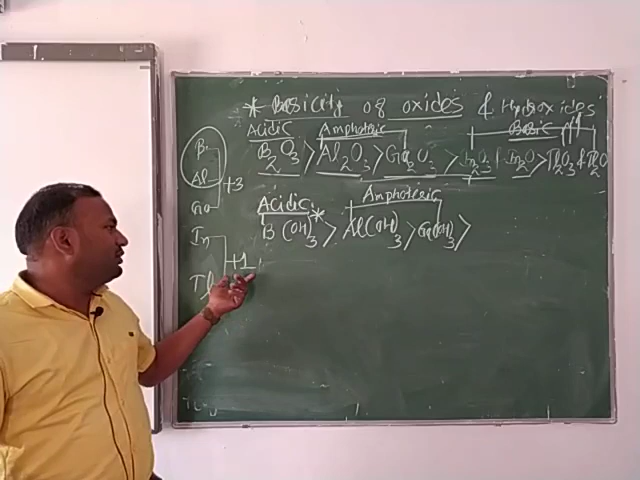 * Basicity of oxides & Hydroxides
Acidic Amphoteric Basic
B2O3 > Al2O3 > Ga2O3 > In2O3 | In2O > Tl2O3 & Tl2O
B
Al
Ga
+3
In
Tl
+1
Acidic * Amphoteric
B(OH)3 > Al(OH)3 > Ga(OH)3 >